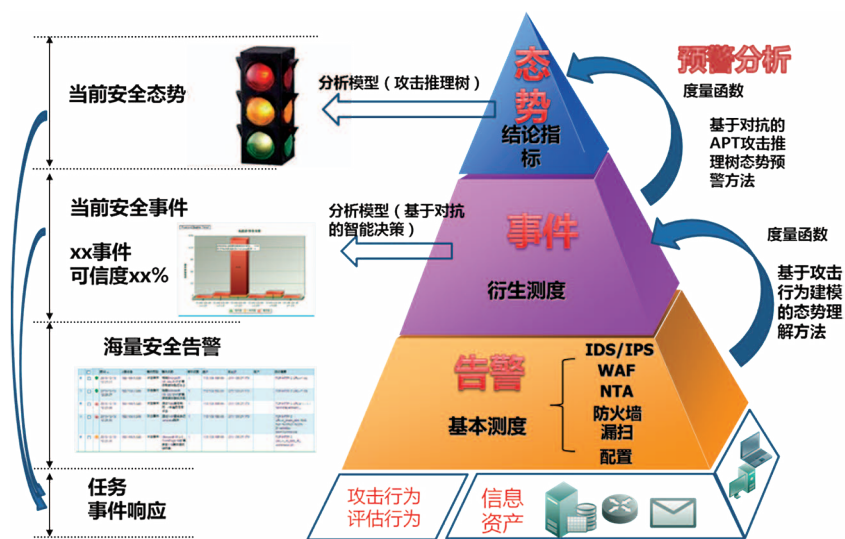 预警分析
当前安全态势
分析模型（攻击推理树）
态
势
结论指
标
度量函数
基于对抗的
APT攻击推
理树态势预
警方法
当前安全事件
xx事件
可信度xx%
分析模型（基于对抗
的智能决策）
事件
衍生测度
度量函数
基于攻击
行为建模
的态势理
解方法
海量安全告警
告警
基本测度
IDS/IPS
WAF
NTA
防火墙
漏扫
配置
任务
事件响应
攻击行为
评估行为
信息
资产